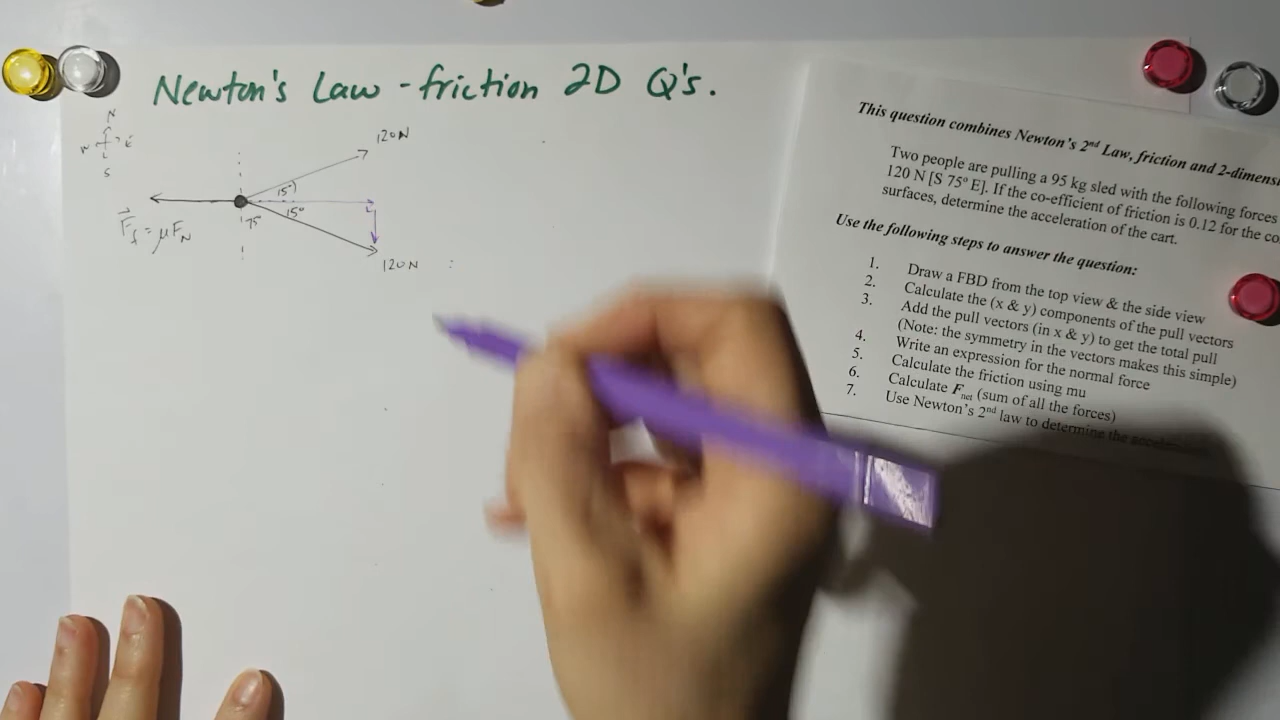 Newton's Law - friction 2D Q's.
N
W E
S
120N
15°
15°
75°
F_f = μF_N
120N
This question combines Newton's 2nd Law, friction and 2-dimensi
Two people are pulling a 95 kg sled with the following forces
120 N [S 75° E]. If the co-efficient of friction is 0.12 for the co
surfaces, determine the acceleration of the cart.
Use the following steps to answer the question:
1. Draw a FBD from the top view & the side view
2. Calculate the (x & y) components of the pull vectors
3. Add the pull vectors (in x & y) to get the total pull
(Note: the symmetry in the vectors makes this simple)
4. Write an expression for the normal force
5. Calculate the friction using mu
6. Calculate Fnet (sum of all the forces)
7. Use Newton's 2nd law to determine the